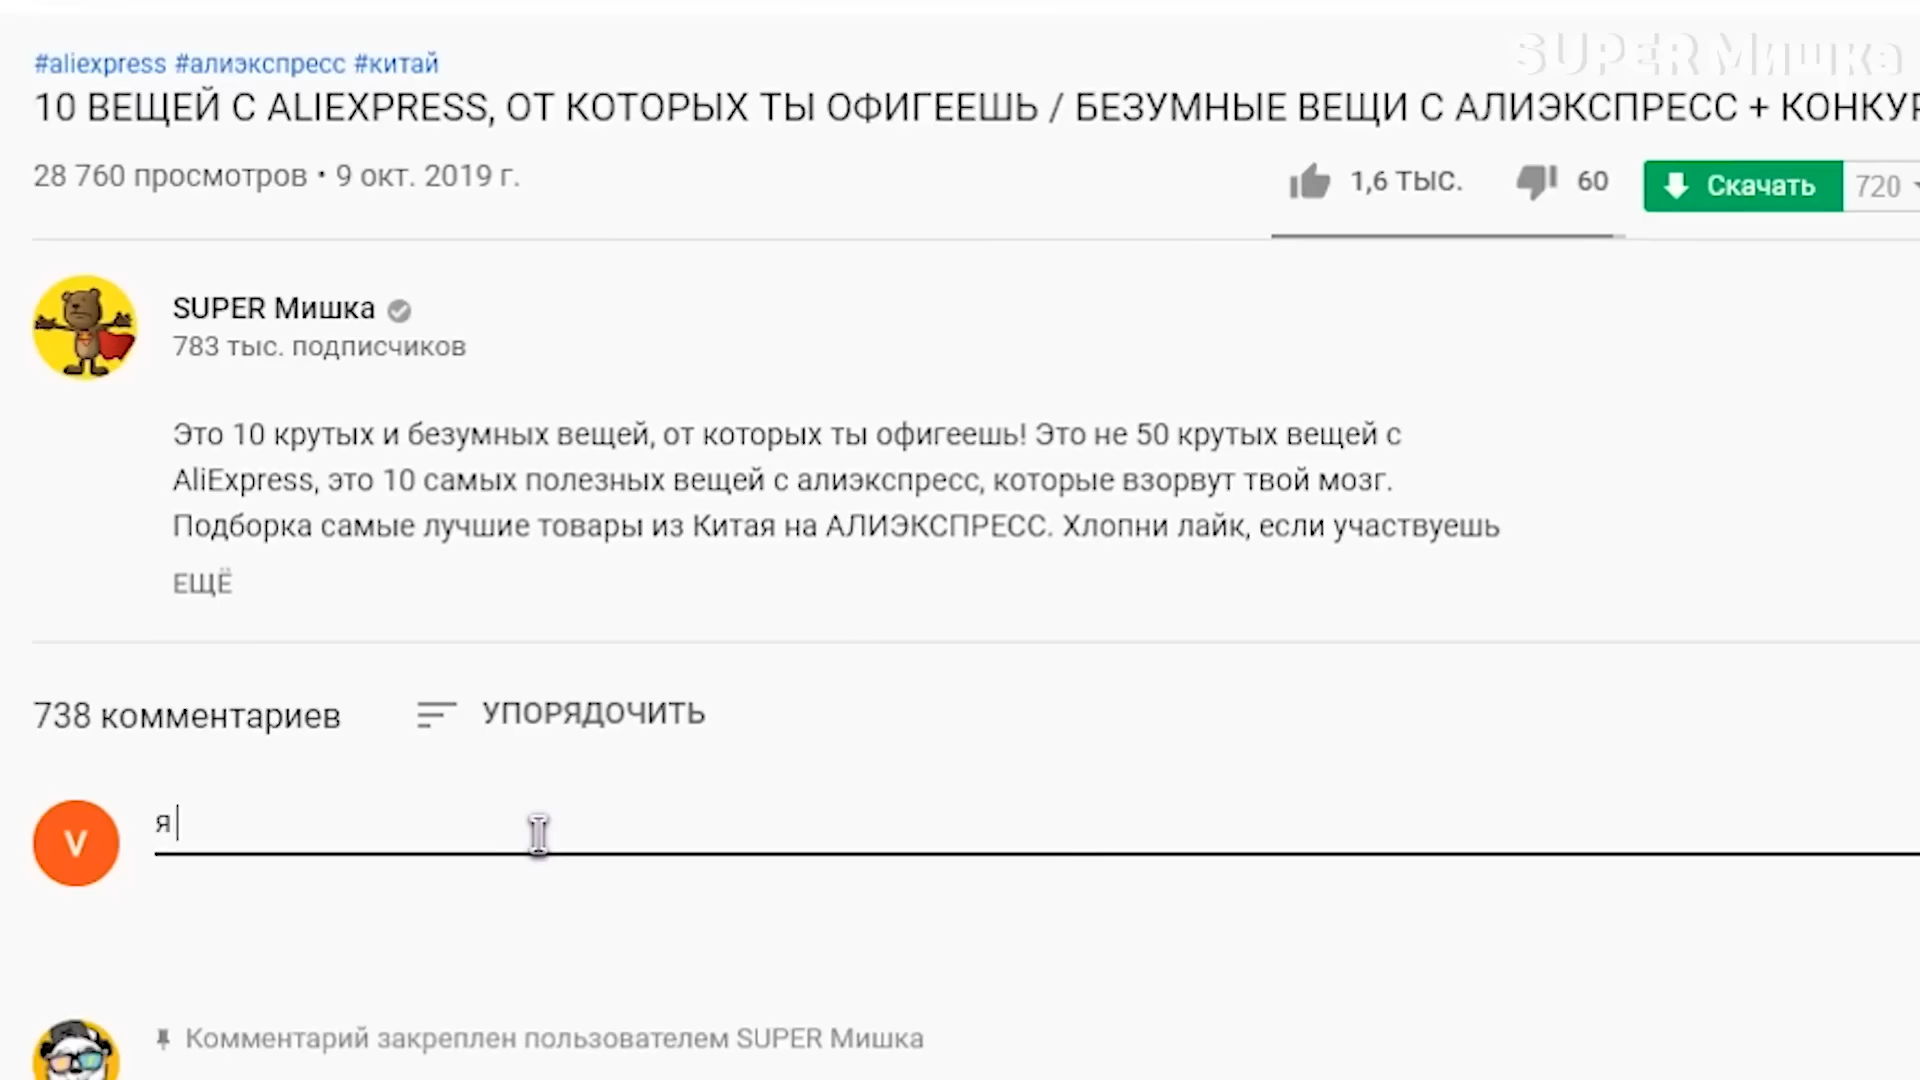 SUPER Мишка
#aliexpress #алиэкспресс #китай
10 ВЕЩЕЙ С ALIEXPRESS, ОТ КОТОРЫХ ТЫ ОФИГЕЕШЬ / БЕЗУМНЫЕ ВЕЩИ С АЛИЭКСПРЕСС + КОНКУР
28 760 просмотров • 9 окт. 2019 г.
1,6 ТЫС. 60 Скачать 720
SUPER Мишка
783 тыс. подписчиков
Это 10 крутых и безумных вещей, от которых ты офигеешь! Это не 50 крутых вещей с
AliExpress, это 10 самых полезных вещей с алиэкспресс, которые взорвут твой мозг.
Подборка самые лучшие товары из Китая на АЛИЭКСПРЕСС. Хлопни лайк, если участвуешь
ЕЩЁ
738 комментариев УПОРЯДОЧИТЬ
V я
Комментарий закреплен пользователем SUPER Мишка